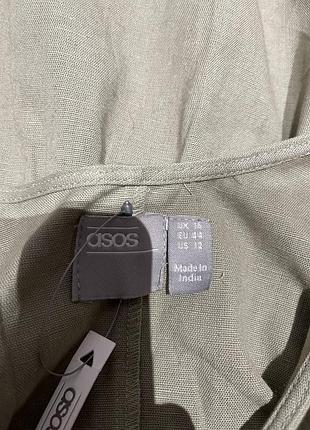 asos
UK 16
EU 44
US 12
Made in
India
asos